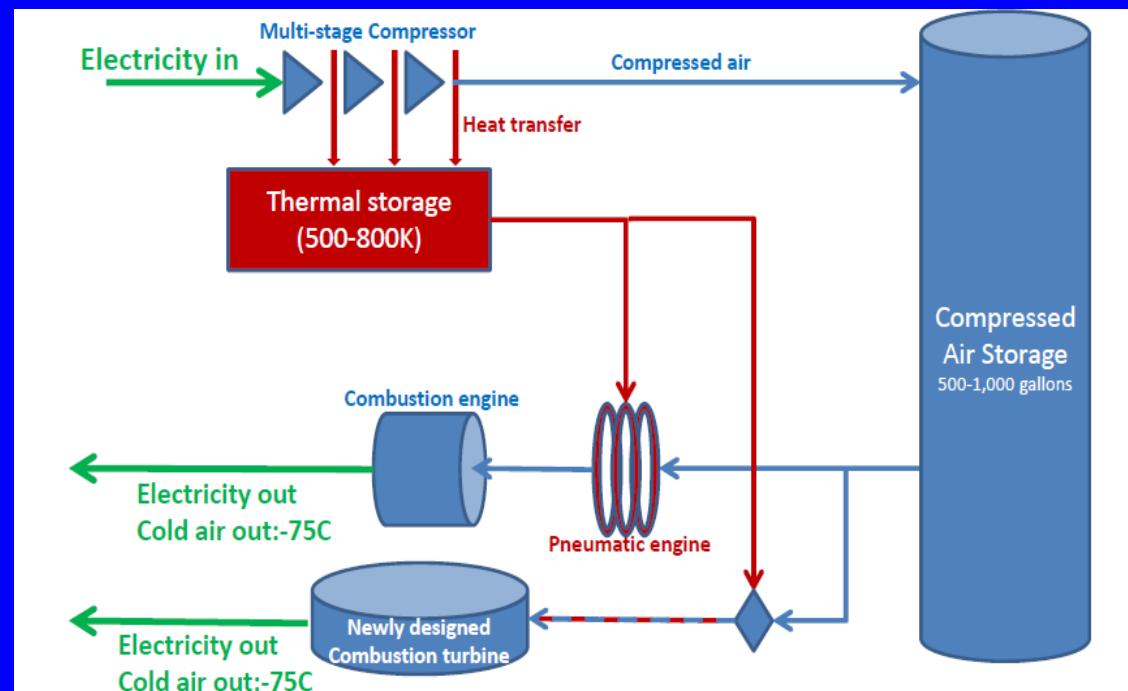 Multi-stage Compressor
Electricity in
Compressed air
Heat transfer
Thermal storage
(500-800K)
Compressed
Air Storage
500-1,000 gallons
Combustion engine
Electricity out
Cold air out:-75C
Pneumatic engine
Newly designed
Combustion turbine
Electricity out
Cold air out:-75C